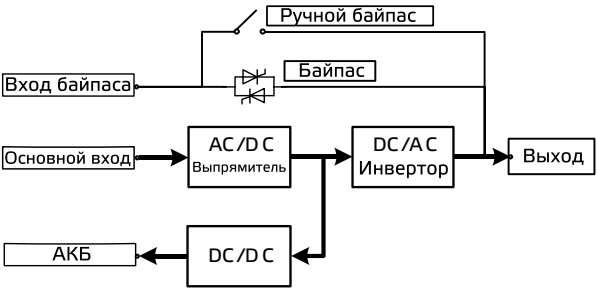 Ручной байпас
Байпас
Вход байпаса
AC/DC
Выпрямитель
DC/AC
Инвертор
Основной вход
Выход
АКБ
DC/DC